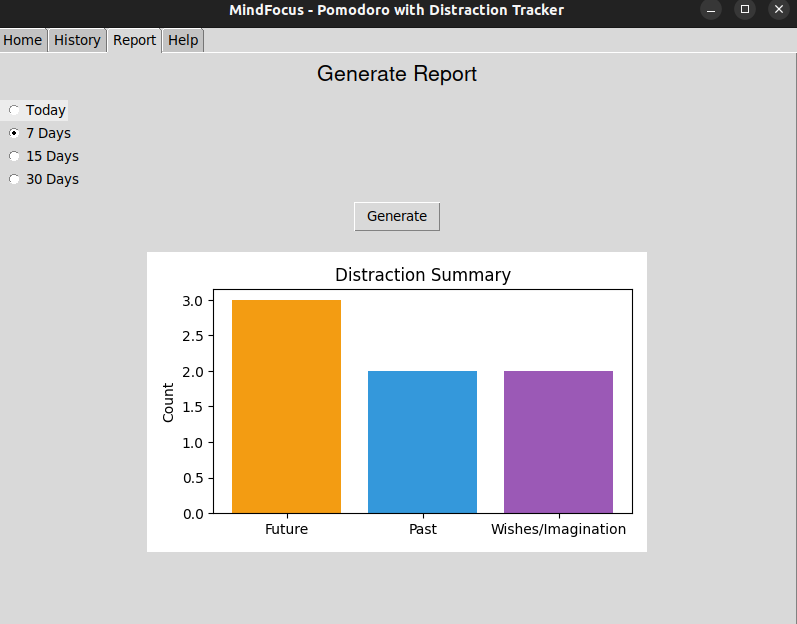 MindFocus - Pomodoro with Distraction Tracker
Home History Report Help
Generate Report
Today
7 Days
15 Days
30 Days
Generate
Distraction Summary
3.0
2.5
2.0
1.5
1.0
0.5
0.0
Count
Future Past Wishes/Imagination